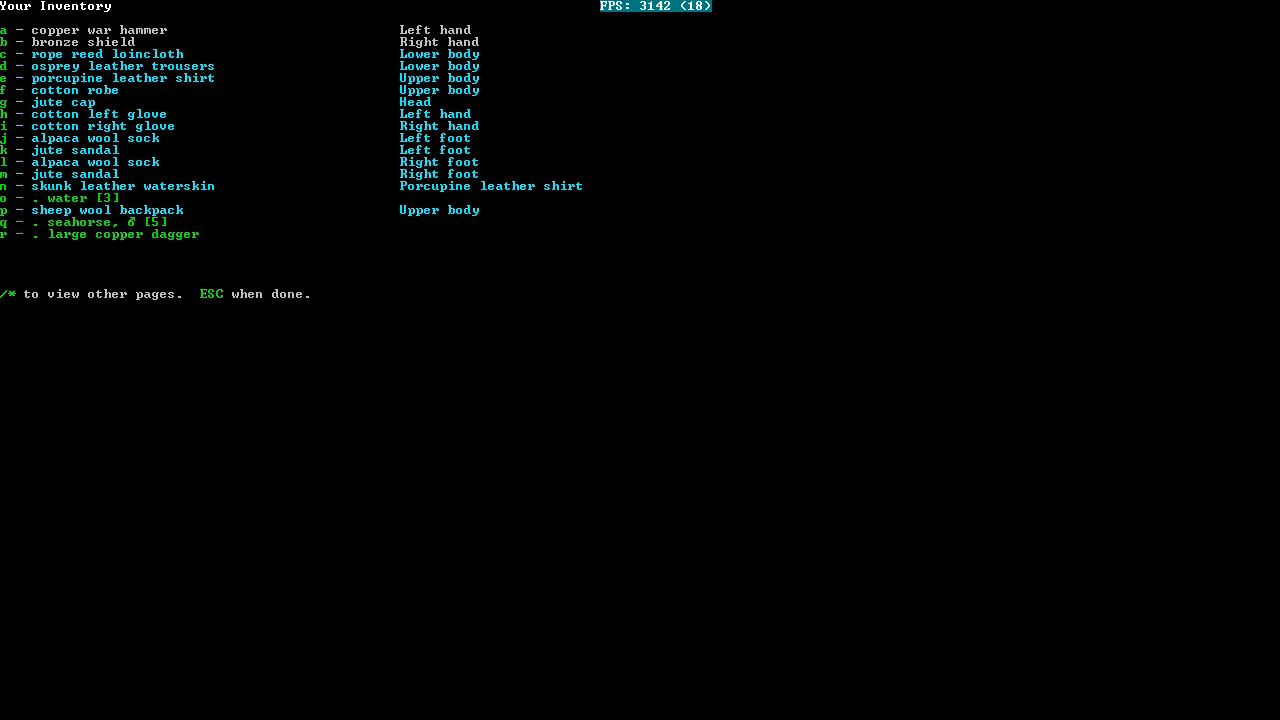 Your Inventory FPS: 3142 (18)
a - copper war hammer Left hand
b - bronze shield Right hand
c - rope reed loincloth Lower body
d - osprey leather trousers Lower body
e - porcupine leather shirt Upper body
f - cotton robe Upper body
g - jute cap Head
h - cotton left glove Left hand
i - cotton right glove Right hand
j - alpaca wool sock Left foot
k - jute sandal Left foot
l - alpaca wool sock Right foot
m - jute sandal Right foot
n - skunk leather waterskin Porcupine leather shirt
o - . water [3]
p - sheep wool backpack Upper body
q - . seahorse, ♂ [5]
r - . large copper dagger
/* to view other pages. ESC when done.